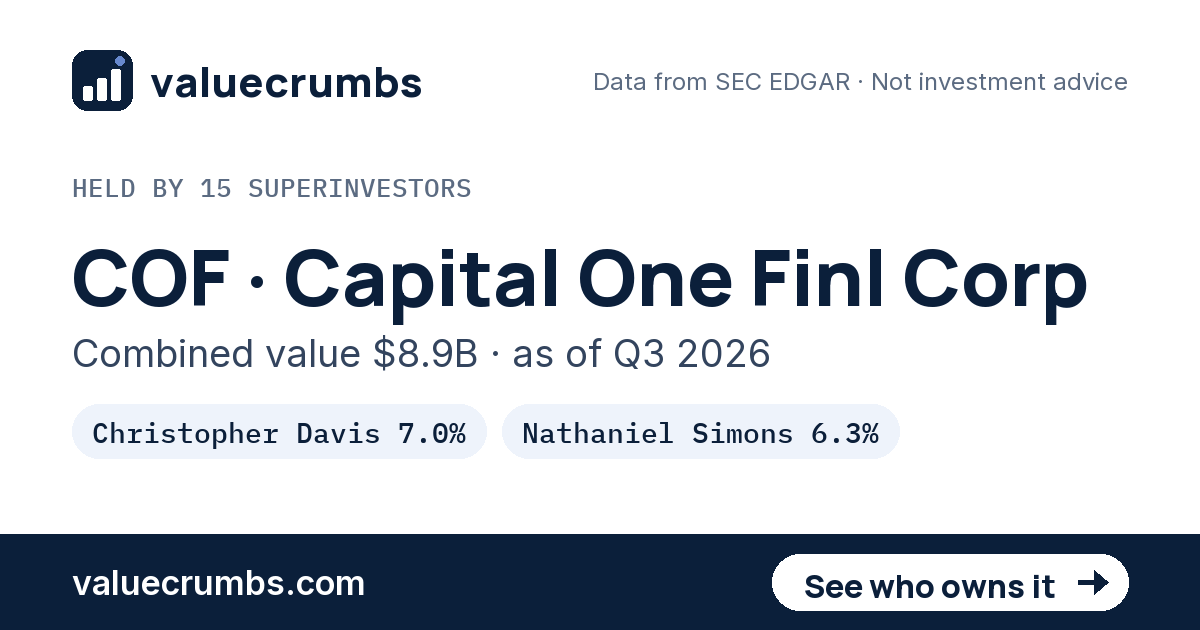 valuecrumbs
Data from SEC EDGAR · Not investment advice
HELD BY 15 SUPERINVESTORS
COF · Capital One Finl Corp
Combined value $8.9B · as of Q3 2026
Christopher Davis 7.0%
Nathaniel Simons 6.3%
valuecrumbs.com
See who owns it →